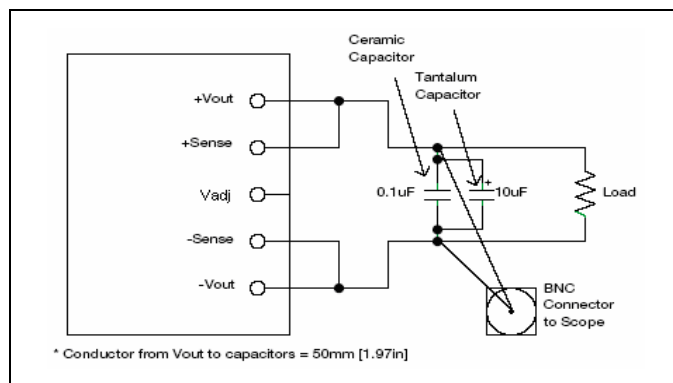 Ceramic
Capacitor
Tantalum
Capacitor
+Vout
+Sense
Vadj
-Sense
-Vout
0.1uF
+
10uF
Load
BNC
Connector
to Scope
* Conductor from Vout to capacitors = 50mm [1.97in]